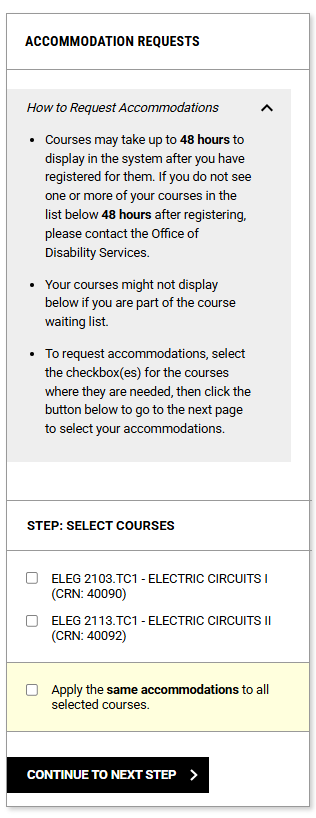 ACCOMMODATION REQUESTS
How to Request Accommodations
Courses may take up to 48 hours to
display in the system after you have
registered for them. If you do not see
one or more of your courses in the
list below 48 hours after registering,
please contact the Office of
Disability Services.
Your courses might not display
below if you are part of the course
waiting list.
To request accommodations, select
the checkbox(es) for the courses
where they are needed, then click the
button below to go to the next page
to select your accommodations.
STEP: SELECT COURSES
ELEG 2103.TC1 - ELECTRIC CIRCUITS I
(CRN: 40090)
ELEG 2113.TC1 - ELECTRIC CIRCUITS II
(CRN: 40092)
Apply the same accommodations to all
selected courses.
CONTINUE TO NEXT STEP